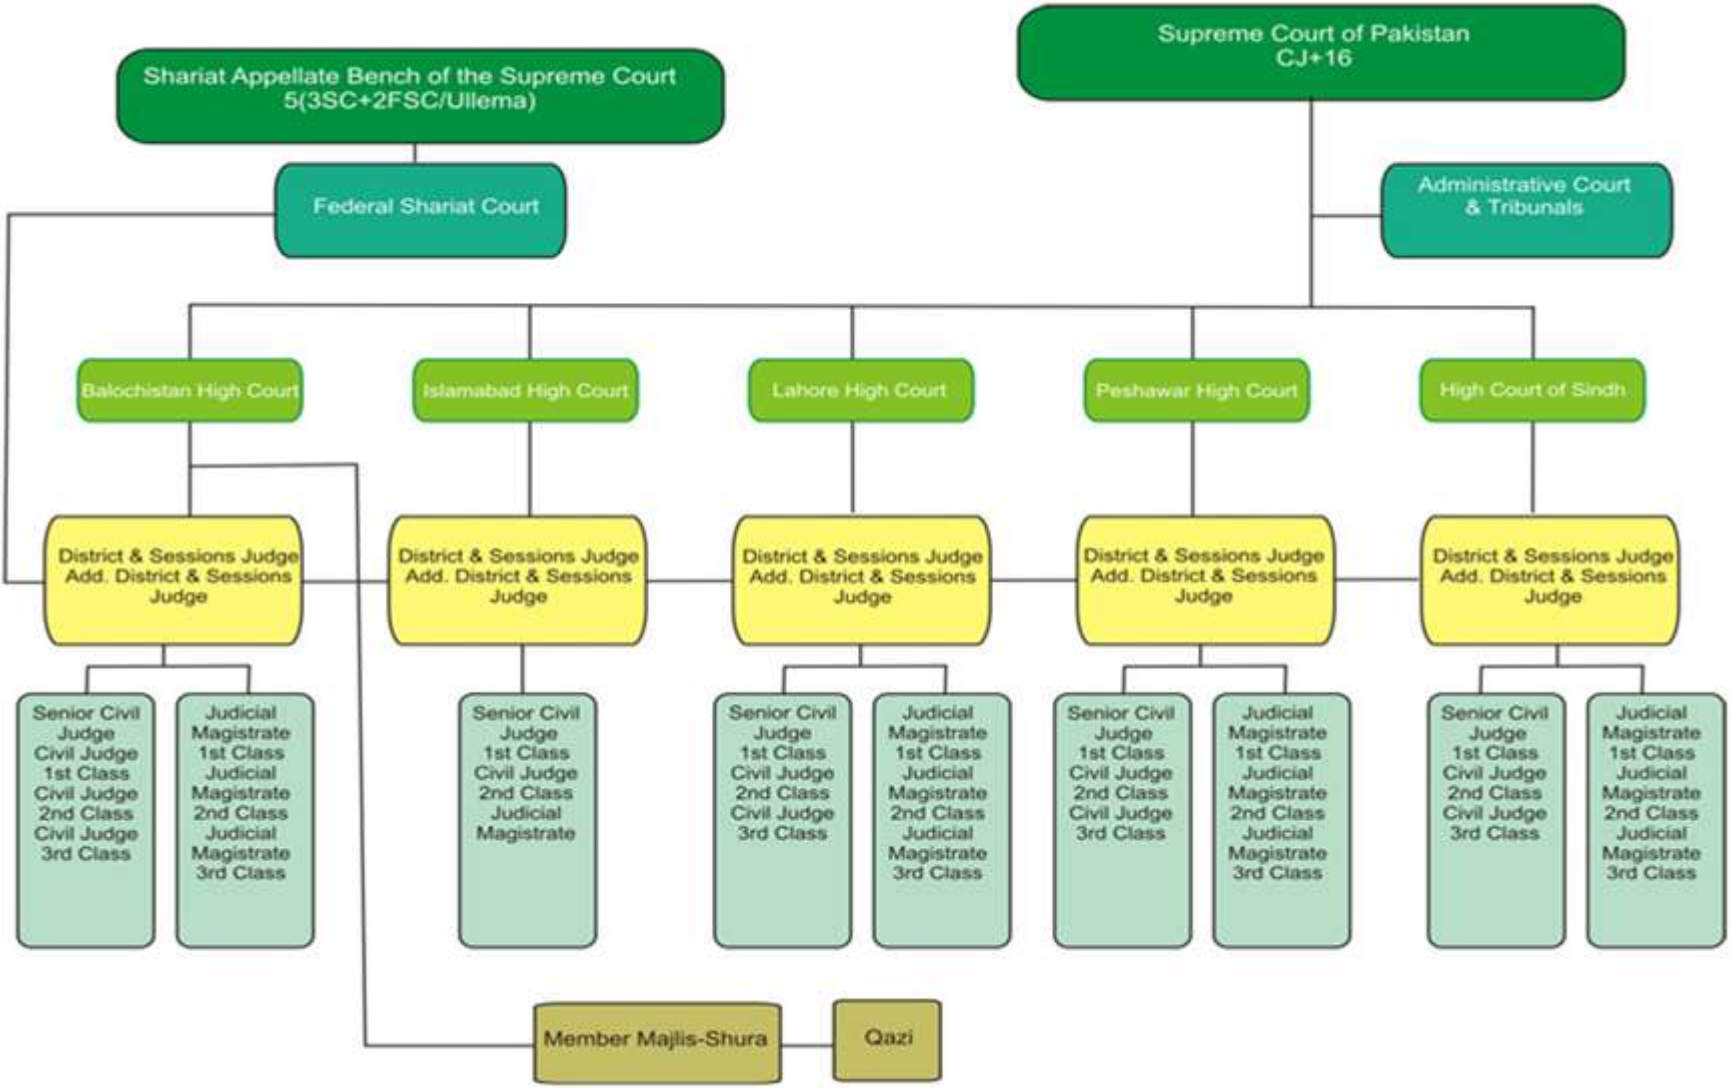 Supreme Court of Pakistan
CJ+16
Shariat Appellate Bench of the Supreme Court
5(3SC+2FSC/Ullema)
Federal Shariat Court
Administrative Court
& Tribunals
Balochistan High Court
Islamabad High Court
Lahore High Court
Peshawar High Court
High Court of Sindh
District & Sessions Judge
Add. District & Sessions
Judge
District & Sessions Judge
Add. District & Sessions
Judge
District & Sessions Judge
Add. District & Sessions
Judge
District & Sessions Judge
Add. District & Sessions
Judge
District & Sessions Judge
Add. District & Sessions
Judge
Senior Civil
Judge
Civil Judge
1st Class
Civil Judge
2nd Class
Civil Judge
3rd Class
Judicial
Magistrate
1st Class
Judicial
Magistrate
2nd Class
Judicial
Magistrate
3rd Class
Senior Civil
Judge
1st Class
Civil Judge
2nd Class
Judicial
Magistrate
Senior Civil
Judge
1st Class
Civil Judge
2nd Class
Civil Judge
3rd Class
Judicial
Magistrate
1st Class
Judicial
Magistrate
2nd Class
Judicial
Magistrate
3rd Class
Senior Civil
Judge
1st Class
Civil Judge
2nd Class
Civil Judge
3rd Class
Judicial
Magistrate
1st Class
Judicial
Magistrate
2nd Class
Judicial
Magistrate
3rd Class
Senior Civil
Judge
1st Class
Civil Judge
2nd Class
Civil Judge
3rd Class
Judicial
Magistrate
1st Class
Judicial
Magistrate
2nd Class
Judicial
Magistrate
3rd Class
Member Majlis-Shura
Qazi